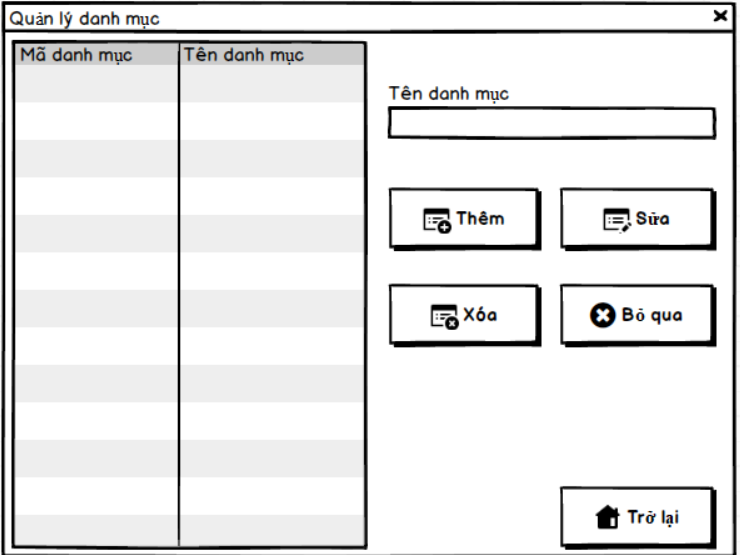 Quản lý danh mục
Mã danh mục Tên danh mục
Tên danh mục
Thêm Sửa
Xóa Bỏ qua
Trở lại